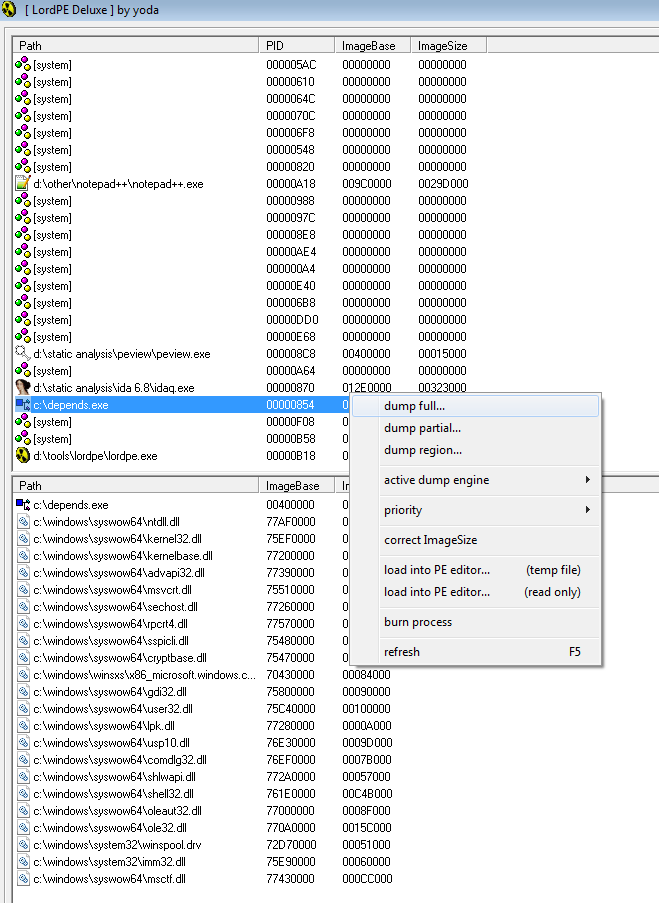 [ LordPE Deluxe ] by yoda
Path PID ImageBase ImageSize
[system] 000005AC 00000000 00000000
[system] 00000610 00000000 00000000
[system] 0000064C 00000000 00000000
[system] 0000070C 00000000 00000000
[system] 000006F8 00000000 00000000
[system] 00000548 00000000 00000000
[system] 00000820 00000000 00000000
d:\other\notepad++\notepad++.exe 00000A18 009C0000 0029D000
[system] 00000988 00000000 00000000
[system] 0000097C 00000000 00000000
[system] 000008E8 00000000 00000000
[system] 00000AE4 00000000 00000000
[system] 000000A4 00000000 00000000
[system] 00000E40 00000000 00000000
[system] 000006B8 00000000 00000000
[system] 00000DD0 00000000 00000000
[system] 00000E68 00000000 00000000
d:\static analysis\peview\peview.exe 000008C8 00400000 00015000
[system] 00000A64 00000000 00000000
d:\static analysis\ida 6.8\idaq.exe 00000870 012E0000 00323000
c:\depends.exe 00000854 0
[system] 00000F08 0
[system] 00000B58 0
d:\tools\lordpe\lordpe.exe 00000B18 0
dump full...
dump partial...
dump region...
active dump engine
priority
correct ImageSize
load into PE editor... (temp file)
load into PE editor... (read only)
burn process
refresh F5
Path ImageBase I
c:\depends.exe 00400000
c:\windows\syswow64\ntdll.dll 77AF0000
c:\windows\syswow64\kernel32.dll 75EF0000
c:\windows\syswow64\kernelbase.dll 77200000
c:\windows\syswow64\advapi32.dll 77390000
c:\windows\syswow64\msvcrt.dll 75510000
c:\windows\syswow64\sechost.dll 77260000
c:\windows\syswow64\rpcrt4.dll 77570000
c:\windows\syswow64\sspicli.dll 75480000
c:\windows\syswow64\cryptbase.dll 75470000
c:\windows\winsxs\x86_microsoft.windows.c... 70430000 00084000
c:\windows\syswow64\gdi32.dll 75800000 00090000
c:\windows\syswow64\user32.dll 75C40000 00100000
c:\windows\syswow64\lpk.dll 77280000 0000A000
c:\windows\syswow64\usp10.dll 76E30000 0009D000
c:\windows\syswow64\comdlg32.dll 76EF0000 0007B000
c:\windows\syswow64\shlwapi.dll 772A0000 00057000
c:\windows\syswow64\shell32.dll 761E0000 00C4B000
c:\windows\syswow64\oleaut32.dll 77000000 0008F000
c:\windows\syswow64\ole32.dll 770A0000 0015C000
c:\windows\system32\winspool.drv 72D70000 00051000
c:\windows\system32\imm32.dll 75E90000 00060000
c:\windows\syswow64\msctf.dll 77430000 000CC000